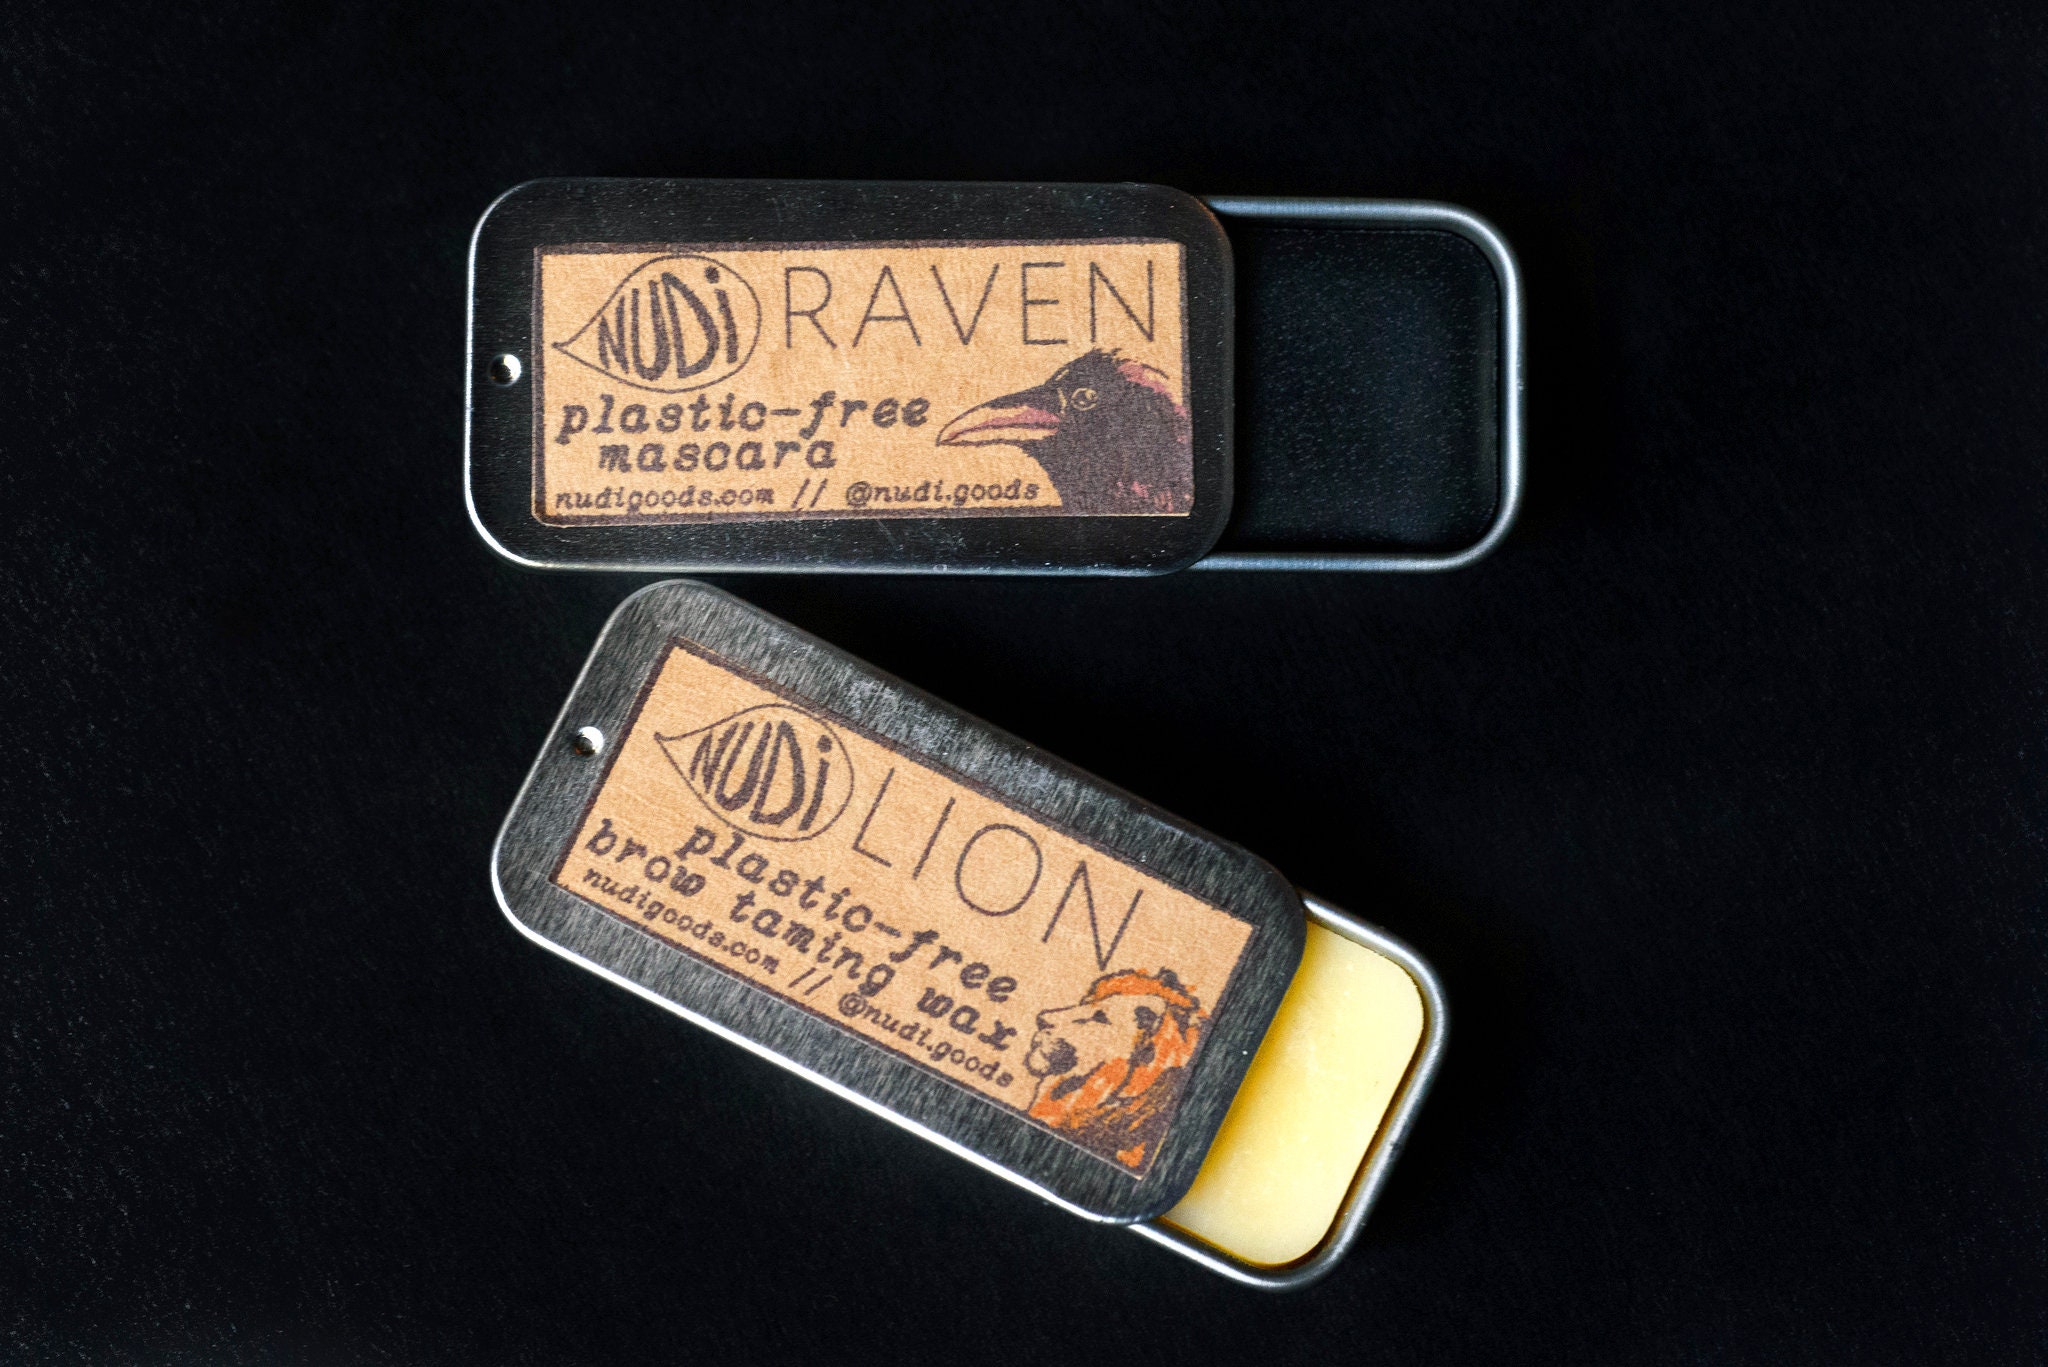 NUDi RAVEN
plastic-free
mascara
nudigoods.com // @nudi.goods
NUDi LION
plastic-free
brow taming wax
nudigoods.com // @nudi.goods